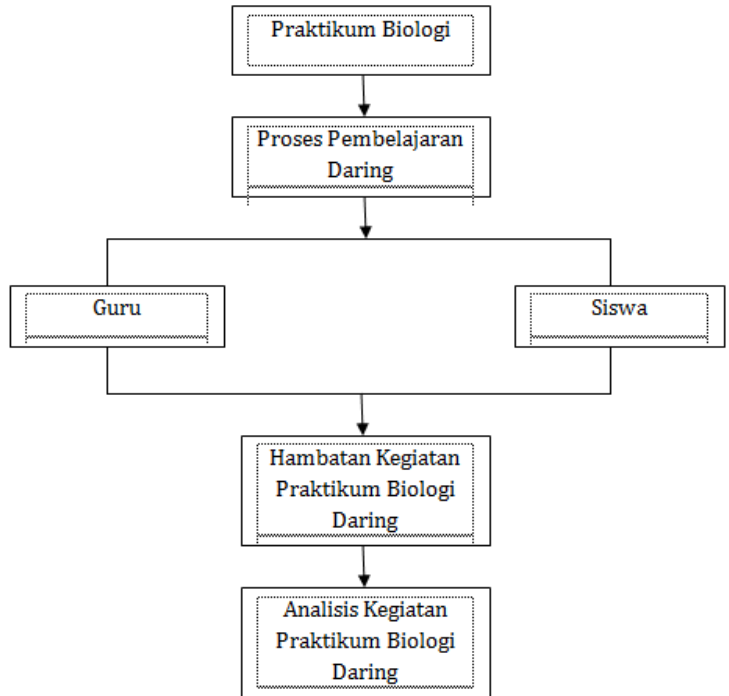 Praktikum Biologi
Proses Pembelajaran
Daring
Guru
Siswa
Hambatan Kegiatan
Praktikum Biologi
Daring
Analisis Kegiatan
Praktikum Biologi
Daring